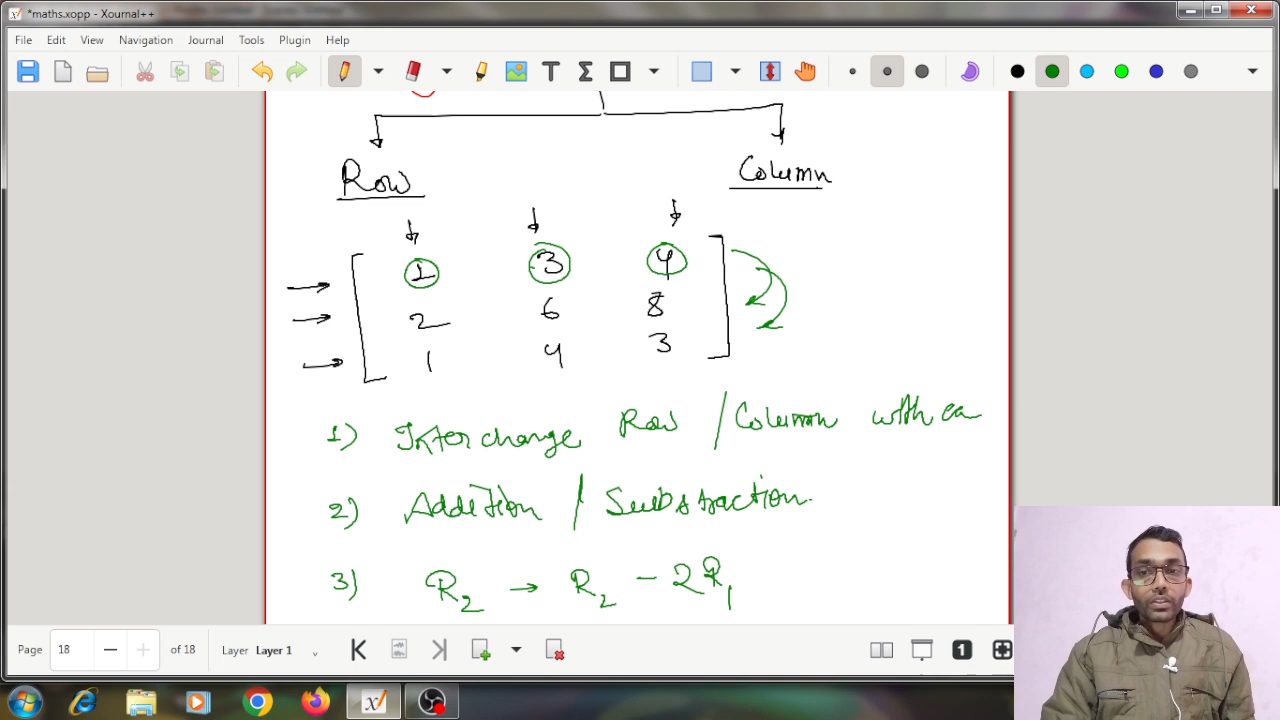 *maths.xopp - Xournal++
File Edit View Navigation Journal Tools Plugin Help
Row Column
1 3 4
2 6 8
1 4 3
1) Interchange Row / Column with ea
2) Addition / Substraction
3) R2 → R2 - 2R1
Page 18 of 18 Layer Layer 1 1